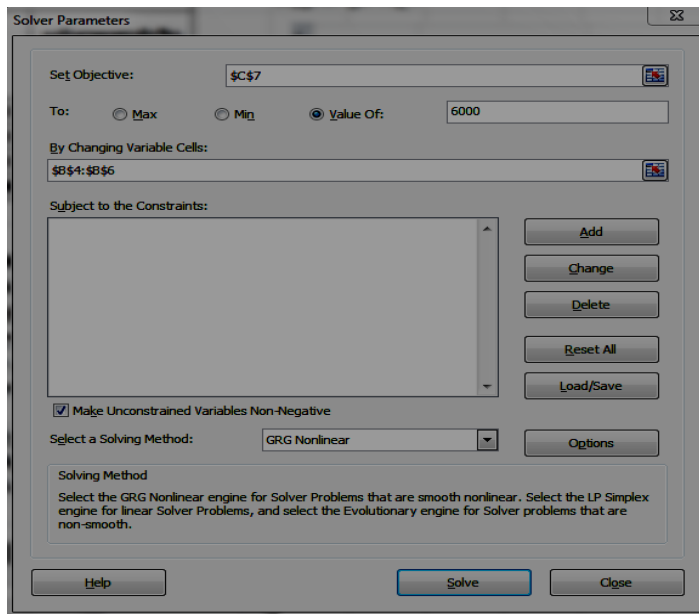 Solver Parameters
Set Objective: $C$7
To: Max Min Value Of: 6000
By Changing Variable Cells:
$B$4:$B$6
Subject to the Constraints:
Add
Change
Delete
Reset All
Load/Save
Make Unconstrained Variables Non-Negative
Select a Solving Method: GRG Nonlinear Options
Solving Method
Select the GRG Nonlinear engine for Solver Problems that are smooth nonlinear. Select the LP Simplex
engine for linear Solver Problems, and select the Evolutionary engine for Solver problems that are
non-smooth.
Help Solve Close